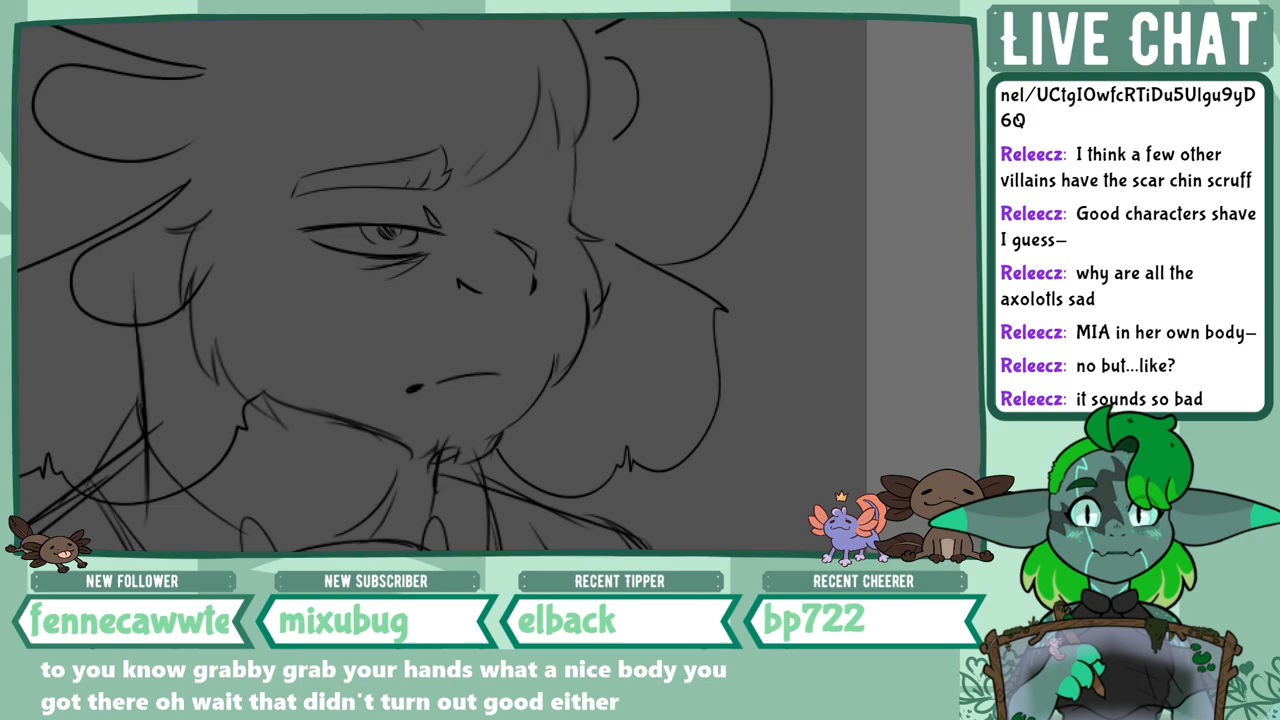 LIVE CHAT
nel/UCtgIOwfcRTiDu5UIgu9yD
6Q
Releecz: I think a few other
villains have the scar chin scruff
Releecz: Good characters shave
I guess–
Releecz: why are all the
axolotls sad
Releecz: MIA in her own body–
Releecz: no but...like?
Releecz: it sounds so bad
NEW FOLLOWER
fennecawwte
NEW SUBSCRIBER
mixubug
RECENT TIPPER
elback
RECENT CHEERER
bp722
to you know grabby grab your hands what a nice body you
got there oh wait that didn't turn out good either